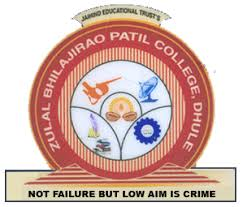 JAIHIND EDUCATIONAL TRUST'S
ZULAL BHILAJIRAO PATIL COLLEGE, DHULE
NOT FAILURE BUT LOW AIM IS CRIME